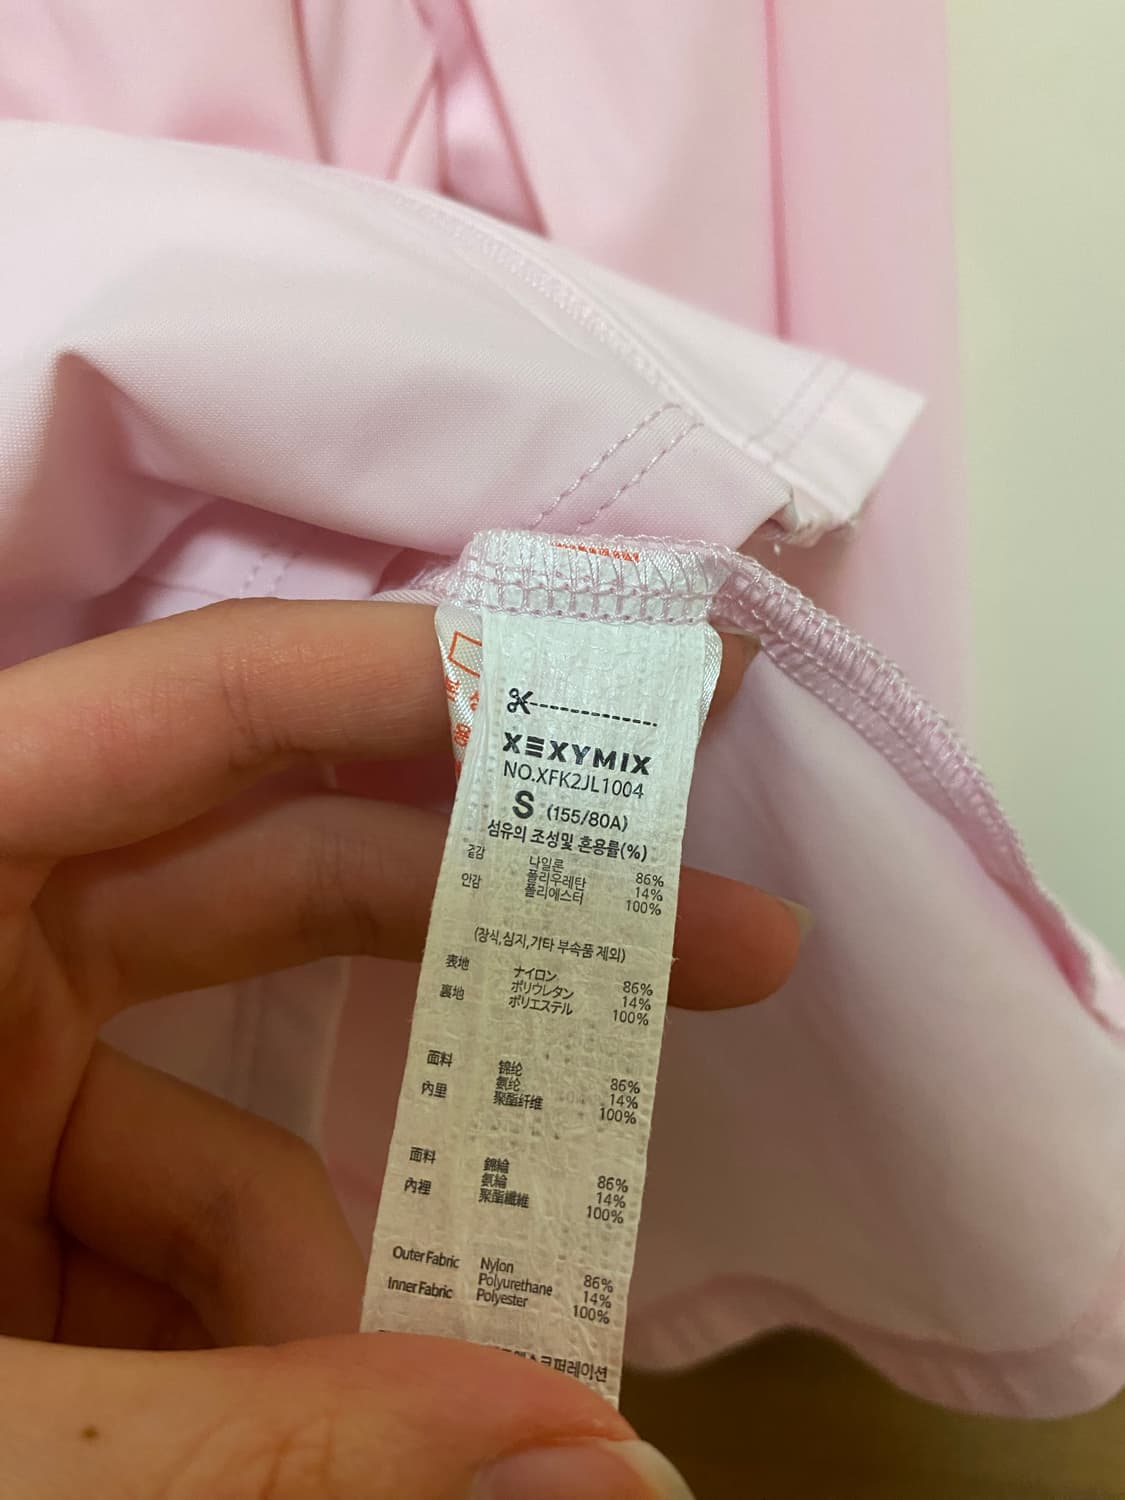 XEXYMIX
NO.XFK2JL1004
S (155/80A)
섬유의 조성및 혼용률(%)
겉감 나일론 86%
폴리우레탄 14%
안감 폴리에스터 100%
(장식,심지,기타 부속품 제외)
表地 ナイロン 86%
ポリウレタン 14%
裏地 ポリエステル 100%
面料 锦纶 86%
氨纶 14%
內里 聚酯纤维 100%
面料 錦綸 86%
氨綸 14%
內裡 聚酯纖維 100%
Outer Fabric Nylon 86%
Polyurethane 14%
Inner Fabric Polyester 100%